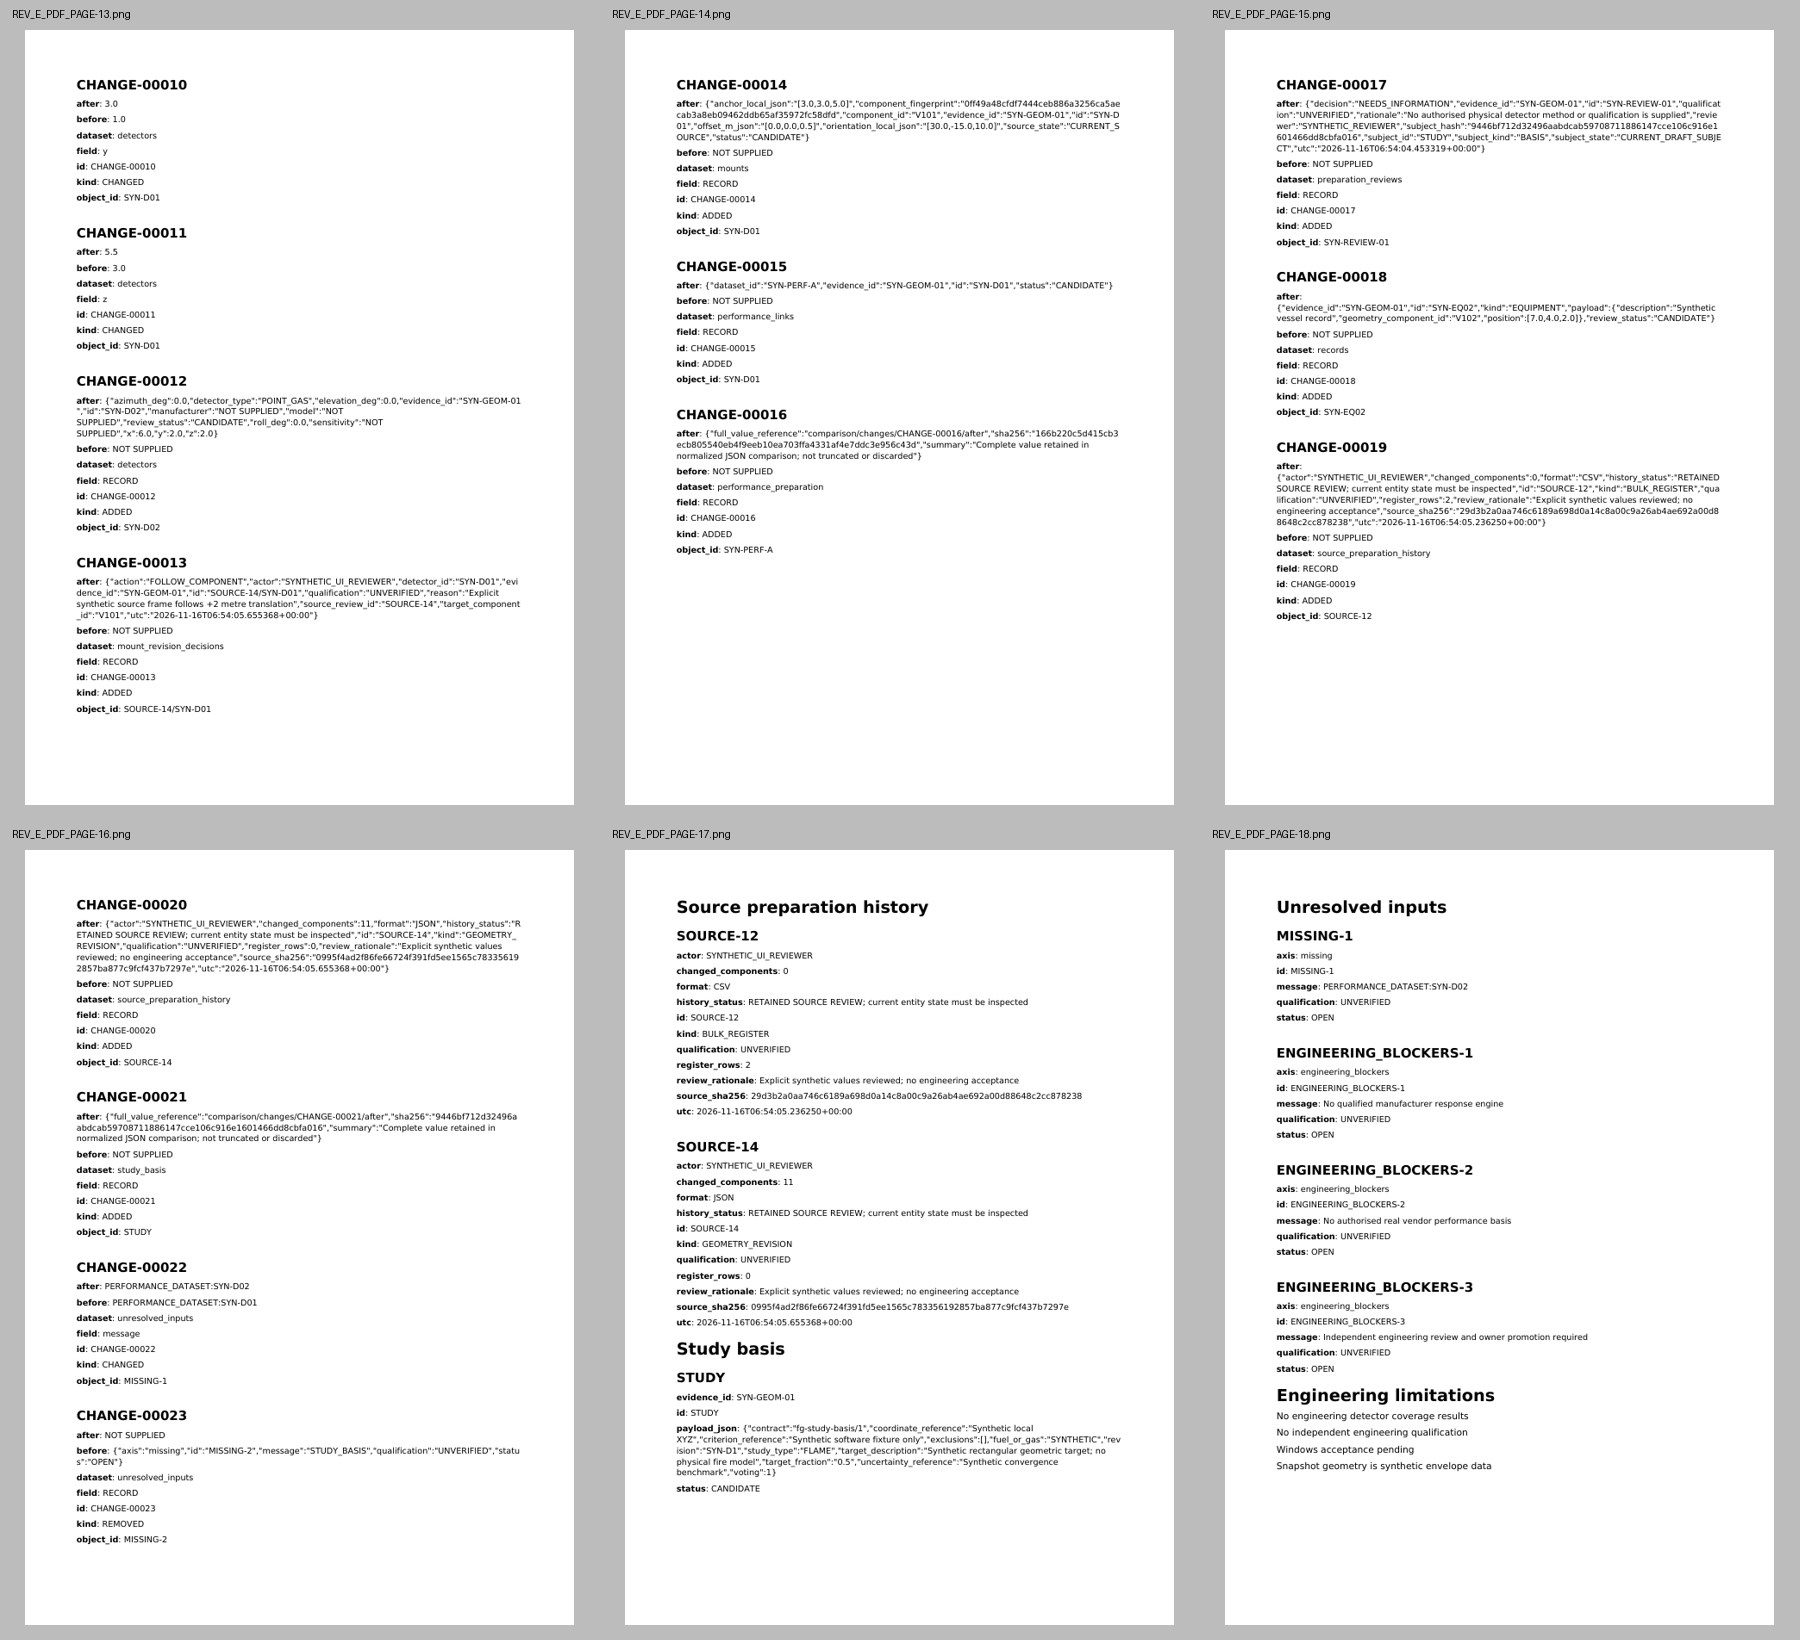 REV_E_PDF_PAGE-13.png
CHANGE-00010
after: 3.0
before: 1.0
dataset: detectors
field: y
id: CHANGE-00010
kind: CHANGED
object_id: SYN-D01
CHANGE-00011
after: 5.5
before: 3.0
dataset: detectors
field: z
id: CHANGE-00011
kind: CHANGED
object_id: SYN-D01
CHANGE-00012
after: {"azimuth_deg":0.0,"detector_type":"POINT_GAS","elevation_deg":0.0,"evidence_id":"SYN-GEOM-01
","id":"SYN-D02","manufacturer":"NOT SUPPLIED","model":"NOT
SUPPLIED","review_status":"CANDIDATE","roll_deg":0.0,"sensitivity":"NOT
SUPPLIED","x":6.0,"y":2.0,"z":2.0}
before: NOT SUPPLIED
dataset: detectors
field: RECORD
id: CHANGE-00012
kind: ADDED
object_id: SYN-D02
CHANGE-00013
after: {"action":"FOLLOW_COMPONENT","actor":"SYNTHETIC_UI_REVIEWER","detector_id":"SYN-D01","evi
dence_id":"SYN-GEOM-01","id":"SOURCE-14/SYN-D01","qualification":"UNVERIFIED","reason":"Explicit
synthetic source frame follows +2 metre translation","source_review_id":"SOURCE-14","target_component
_id":"V101","utc":"2026-11-16T06:54:05.655368+00:00"}
before: NOT SUPPLIED
dataset: mount_revision_decisions
field: RECORD
id: CHANGE-00013
kind: ADDED
object_id: SOURCE-14/SYN-D01
REV_E_PDF_PAGE-14.png
CHANGE-00014
after: {"anchor_local_json":"[3.0,3.0,5.0]","component_fingerprint":"0ff49a48cfdf7444ceb886a3256ca5ae
cab3a8eb09462ddb65af35972fc58dfd","component_id":"V101","evidence_id":"SYN-GEOM-01","id":"SYN-D
01","offset_m_json":"[0.0,0.0,0.5]","orientation_local_json":"[30.0,-15.0,10.0]","source_state":"CURRENT_S
OURCE","status":"CANDIDATE"}
before: NOT SUPPLIED
dataset: mounts
field: RECORD
id: CHANGE-00014
kind: ADDED
object_id: SYN-D01
CHANGE-00015
after: {"dataset_id":"SYN-PERF-A","evidence_id":"SYN-GEOM-01","id":"SYN-D01","status":"CANDIDATE"}
before: NOT SUPPLIED
dataset: performance_links
field: RECORD
id: CHANGE-00015
kind: ADDED
object_id: SYN-D01
CHANGE-00016
after: {"full_value_reference":"comparison/changes/CHANGE-00016/after","sha256":"166b220c5d415cb3
ecb805540eb4f9eeb10ea703ffa4331af4e7ddc3e956c43d","summary":"Complete value retained in
normalized JSON comparison; not truncated or discarded"}
before: NOT SUPPLIED
dataset: performance_preparation
field: RECORD
id: CHANGE-00016
kind: ADDED
object_id: SYN-PERF-A
REV_E_PDF_PAGE-15.png
CHANGE-00017
after: {"decision":"NEEDS_INFORMATION","evidence_id":"SYN-GEOM-01","id":"SYN-REVIEW-01","qualificat
ion":"UNVERIFIED","rationale":"No authorised physical detector method or qualification is supplied","revie
wer":"SYNTHETIC_REVIEWER","subject_hash":"9446bf712d32496aabdcab59708711886147cce106c916e1
601466dd8cbfa016","subject_id":"STUDY","subject_kind":"BASIS","subject_state":"CURRENT_DRAFT_SUBJE
CT","utc":"2026-11-16T06:54:04.453319+00:00"}
before: NOT SUPPLIED
dataset: preparation_reviews
field: RECORD
id: CHANGE-00017
kind: ADDED
object_id: SYN-REVIEW-01
CHANGE-00018
after:
{"evidence_id":"SYN-GEOM-01","id":"SYN-EQ02","kind":"EQUIPMENT","payload":{"description":"Synthetic
vessel record","geometry_component_id":"V102","position":[7.0,4.0,2.0]},"review_status":"CANDIDATE"}
before: NOT SUPPLIED
dataset: records
field: RECORD
id: CHANGE-00018
kind: ADDED
object_id: SYN-EQ02
CHANGE-00019
after:
{"actor":"SYNTHETIC_UI_REVIEWER","changed_components":0,"format":"CSV","history_status":"RETAINED
SOURCE REVIEW; current entity state must be inspected","id":"SOURCE-12","kind":"BULK_REGISTER","qua
lification":"UNVERIFIED","register_rows":2,"review_rationale":"Explicit synthetic values reviewed; no
engineering acceptance","source_sha256":"29d3b2a0aa746c6189a698d0a14c8a00c9a26ab4ae692a00d8
8648c2cc878238","utc":"2026-11-16T06:54:05.236250+00:00"}
before: NOT SUPPLIED
dataset: source_preparation_history
field: RECORD
id: CHANGE-00019
kind: ADDED
object_id: SOURCE-12
REV_E_PDF_PAGE-16.png
CHANGE-00020
after: {"actor":"SYNTHETIC_UI_REVIEWER","changed_components":11,"format":"JSON","history_status":"R
ETAINED SOURCE REVIEW; current entity state must be inspected","id":"SOURCE-14","kind":"GEOMETRY_
REVISION","qualification":"UNVERIFIED","register_rows":0,"review_rationale":"Explicit synthetic values
reviewed; no engineering acceptance","source_sha256":"0995f4ad2f86fe66724f391fd5ee1565c78335619
2857ba877c9fcf437b7297e","utc":"2026-11-16T06:54:05.655368+00:00"}
before: NOT SUPPLIED
dataset: source_preparation_history
field: RECORD
id: CHANGE-00020
kind: ADDED
object_id: SOURCE-14
CHANGE-00021
after: {"full_value_reference":"comparison/changes/CHANGE-00021/after","sha256":"9446bf712d32496a
abdcab59708711886147cce106c916e1601466dd8cbfa016","summary":"Complete value retained in
normalized JSON comparison; not truncated or discarded"}
before: NOT SUPPLIED
dataset: study_basis
field: RECORD
id: CHANGE-00021
kind: ADDED
object_id: STUDY
CHANGE-00022
after: PERFORMANCE_DATASET:SYN-D02
before: PERFORMANCE_DATASET:SYN-D01
dataset: unresolved_inputs
field: message
id: CHANGE-00022
kind: CHANGED
object_id: MISSING-1
CHANGE-00023
after: NOT SUPPLIED
before: {"axis":"missing","id":"MISSING-2","message":"STUDY_BASIS","qualification":"UNVERIFIED","statu
s":"OPEN"}
dataset: unresolved_inputs
field: RECORD
id: CHANGE-00023
kind: REMOVED
object_id: MISSING-2
REV_E_PDF_PAGE-17.png
Source preparation history
SOURCE-12
actor: SYNTHETIC_UI_REVIEWER
changed_components: 0
format: CSV
history_status: RETAINED SOURCE REVIEW; current entity state must be inspected
id: SOURCE-12
kind: BULK_REGISTER
qualification: UNVERIFIED
register_rows: 2
review_rationale: Explicit synthetic values reviewed; no engineering acceptance
source_sha256: 29d3b2a0aa746c6189a698d0a14c8a00c9a26ab4ae692a00d88648c2cc878238
utc: 2026-11-16T06:54:05.236250+00:00
SOURCE-14
actor: SYNTHETIC_UI_REVIEWER
changed_components: 11
format: JSON
history_status: RETAINED SOURCE REVIEW; current entity state must be inspected
id: SOURCE-14
kind: GEOMETRY_REVISION
qualification: UNVERIFIED
register_rows: 0
review_rationale: Explicit synthetic values reviewed; no engineering acceptance
source_sha256: 0995f4ad2f86fe66724f391fd5ee1565c783356192857ba877c9fcf437b7297e
utc: 2026-11-16T06:54:05.655368+00:00
Study basis
STUDY
evidence_id: SYN-GEOM-01
id: STUDY
payload_json: {"contract":"fg-study-basis/1","coordinate_reference":"Synthetic local
XYZ","criterion_reference":"Synthetic software fixture only","exclusions":[],"fuel_or_gas":"SYNTHETIC","rev
ision":"SYN-D1","study_type":"FLAME","target_description":"Synthetic rectangular geometric target; no
physical fire model","target_fraction":"0.5","uncertainty_reference":"Synthetic convergence
benchmark","voting":1}
status: CANDIDATE
REV_E_PDF_PAGE-18.png
Unresolved inputs
MISSING-1
axis: missing
id: MISSING-1
message: PERFORMANCE_DATASET:SYN-D02
qualification: UNVERIFIED
status: OPEN
ENGINEERING_BLOCKERS-1
axis: engineering_blockers
id: ENGINEERING_BLOCKERS-1
message: No qualified manufacturer response engine
qualification: UNVERIFIED
status: OPEN
ENGINEERING_BLOCKERS-2
axis: engineering_blockers
id: ENGINEERING_BLOCKERS-2
message: No authorised real vendor performance basis
qualification: UNVERIFIED
status: OPEN
ENGINEERING_BLOCKERS-3
axis: engineering_blockers
id: ENGINEERING_BLOCKERS-3
message: Independent engineering review and owner promotion required
qualification: UNVERIFIED
status: OPEN
Engineering limitations
No engineering detector coverage results
No independent engineering qualification
Windows acceptance pending
Snapshot geometry is synthetic envelope data